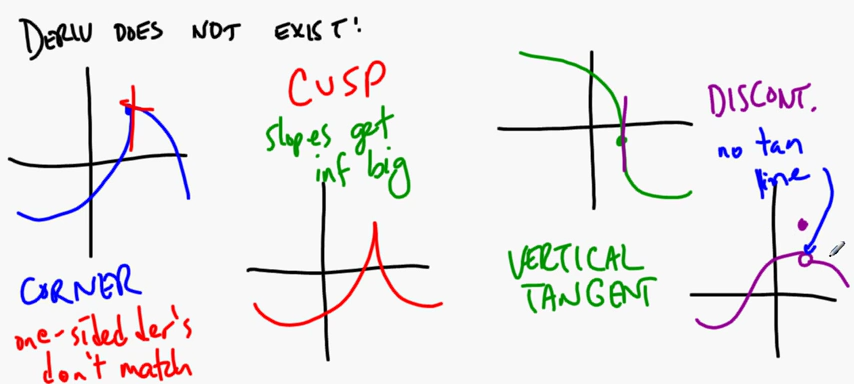 DERIV DOES NOT EXIST!
CORNER
one-sided der's
don't match
CUSP
slopes get
inf big
VERTICAL
TANGENT
DISCONT.
no tan
line